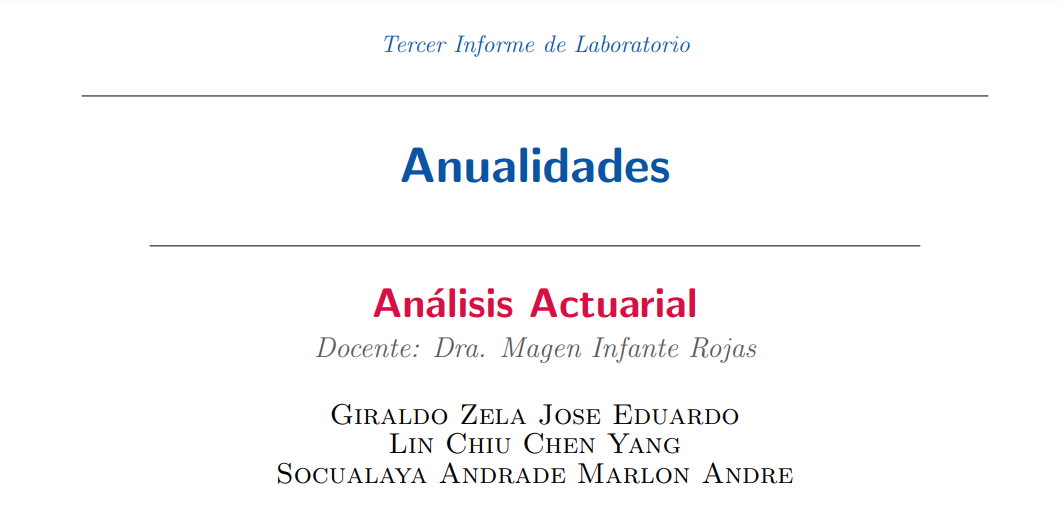 Tercer Informe de Laboratorio
Anualidades
Análisis Actuarial
Docente: Dra. Magen Infante Rojas
Giraldo Zela Jose Eduardo
Lin Chiu Chen Yang
Socualaya Andrade Marlon Andre